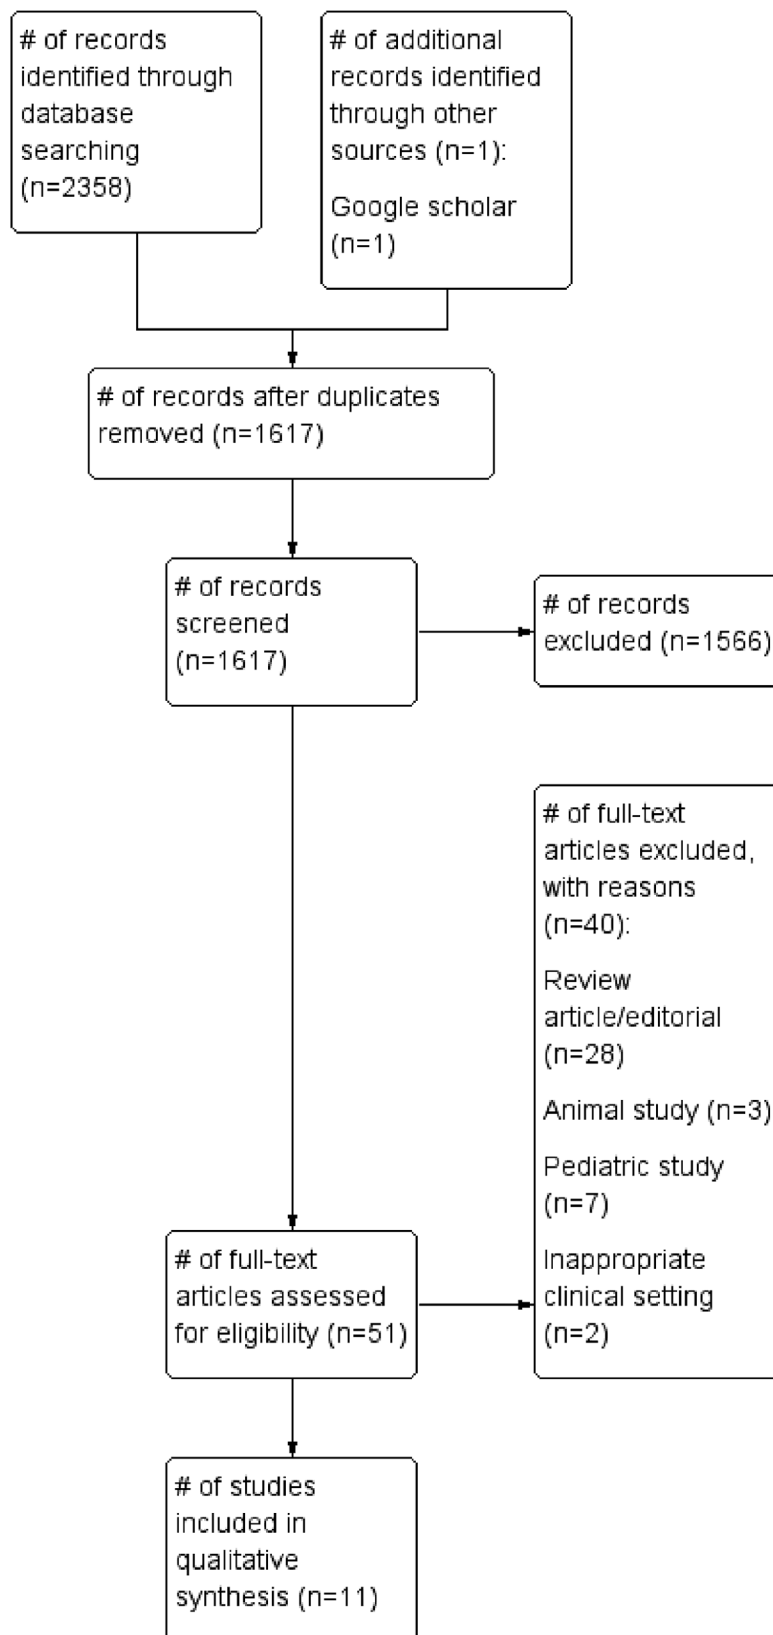 # of records
identified through
database
searching
(n=2358)
# of additional
records identified
through other
sources (n=1):
Google scholar
(n=1)
# of records after duplicates
removed (n=1617)
# of records
screened
(n=1617)
# of records
excluded (n=1566)
# of full-text
articles excluded,
with reasons
(n=40):
Review
article/editorial
(n=28)
Animal study (n=3)
Pediatric study
(n=7)
Inappropriate
clinical setting
(n=2)
# of full-text
articles assessed
for eligibility (n=51)
# of studies
included in
qualitative
synthesis (n=11)